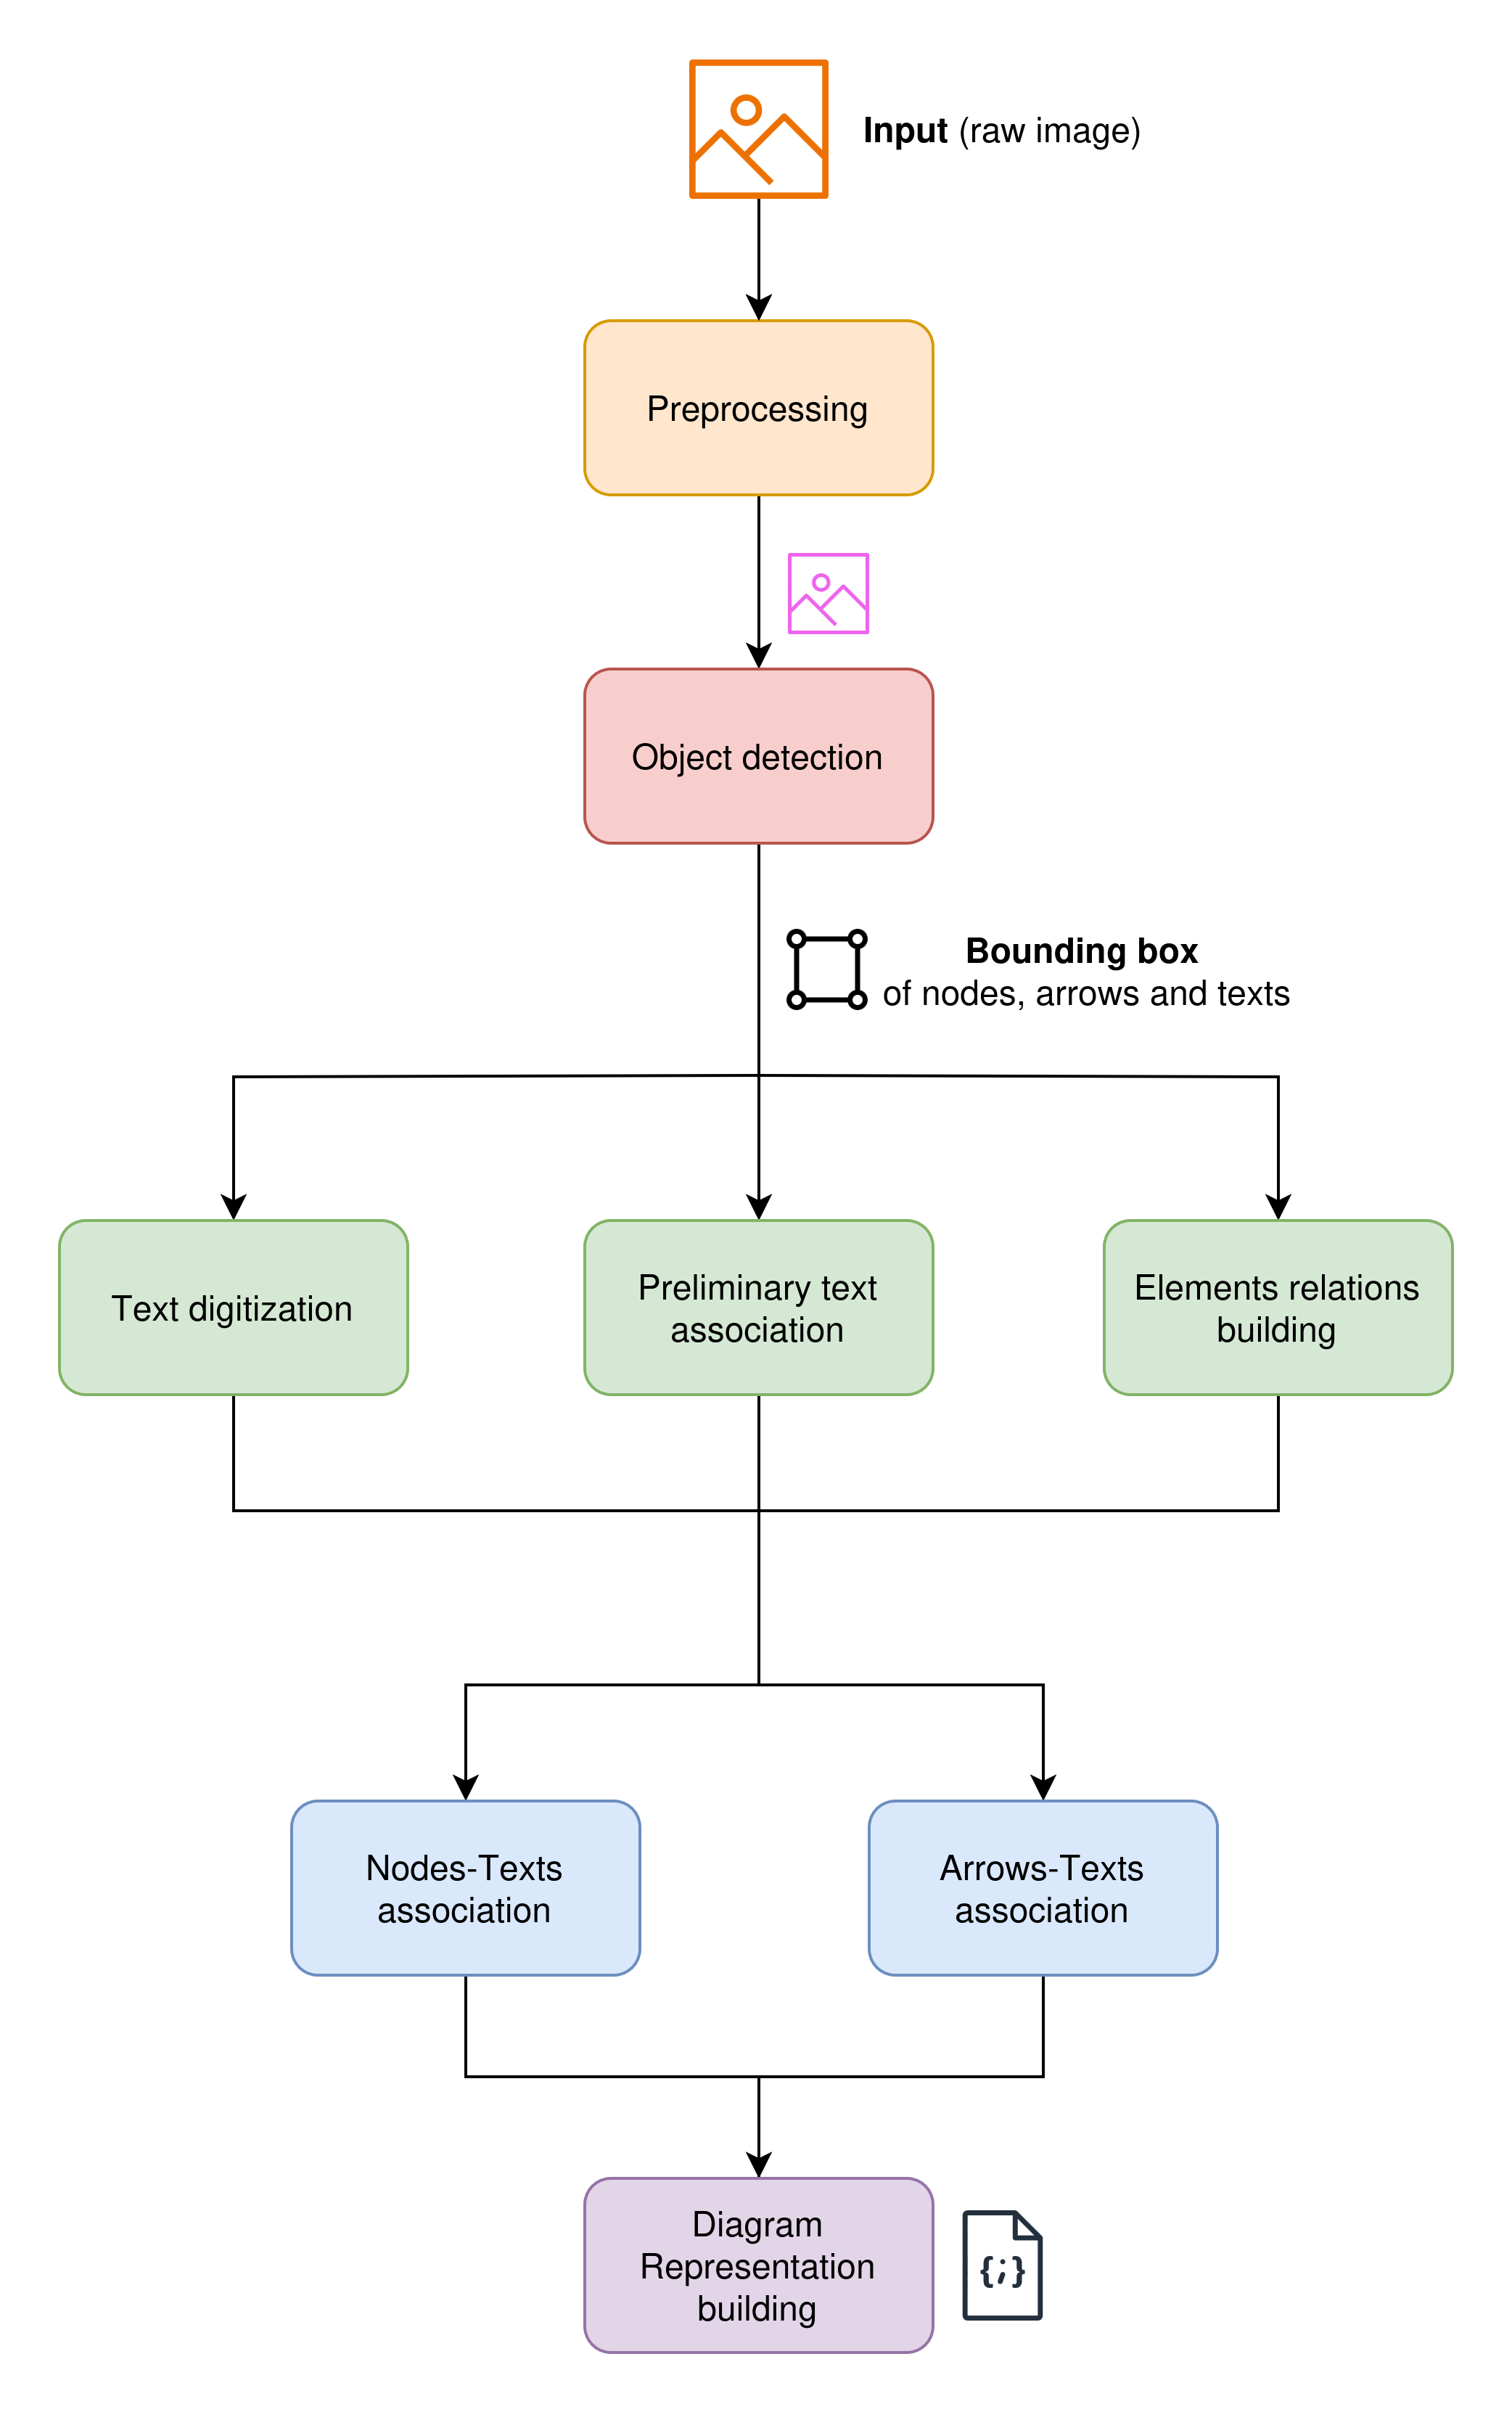 Input (raw image)
Preprocessing
Object detection
Bounding box
of nodes, arrows and texts
Text digitization
Preliminary text
association
Elements relations
building
Nodes-Texts
association
Arrows-Texts
association
Diagram
Representation
building
{;}